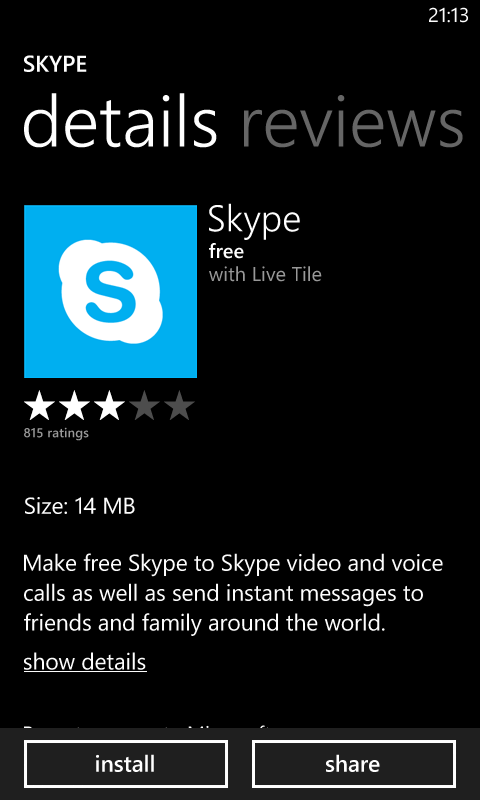 21:13
SKYPE
details reviews
Skype
free
with Live Tile
S
815 ratings
Size: 14 MB
Make free Skype to Skype video and voice
calls as well as send instant messages to
friends and family around the world.
show details
install share